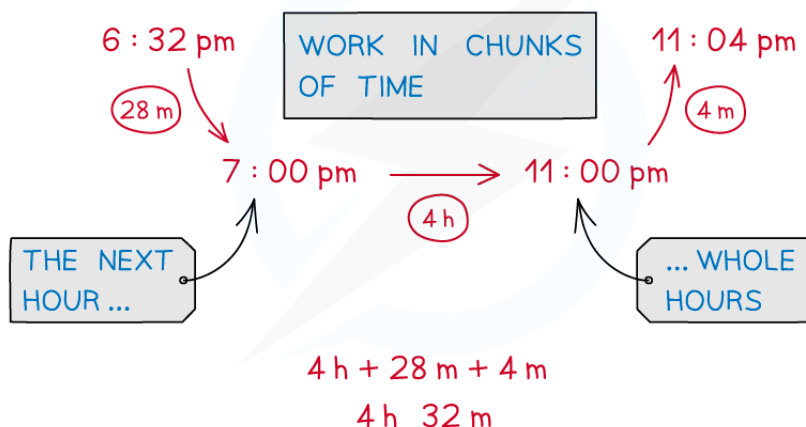 6 : 32 pm
WORK IN CHUNKS
OF TIME
11 : 04 pm
28 m
4 m
7 : 00 pm
11 : 00 pm
4 h
THE NEXT
HOUR ...
... WHOLE
HOURS
4 h + 28 m + 4 m
4 h 32 m